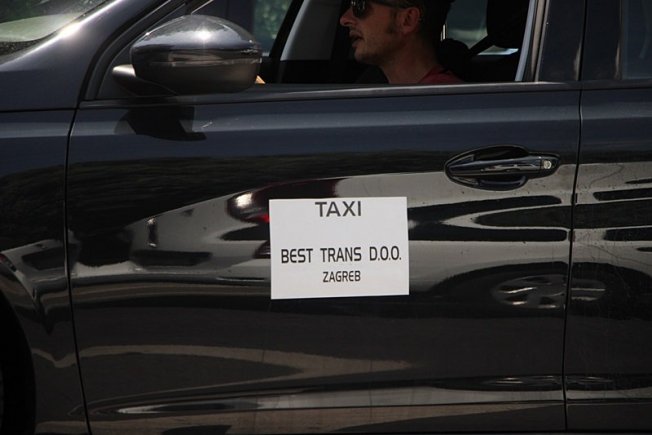 TAXI
BEST TRANS D.O.O.
ZAGREB